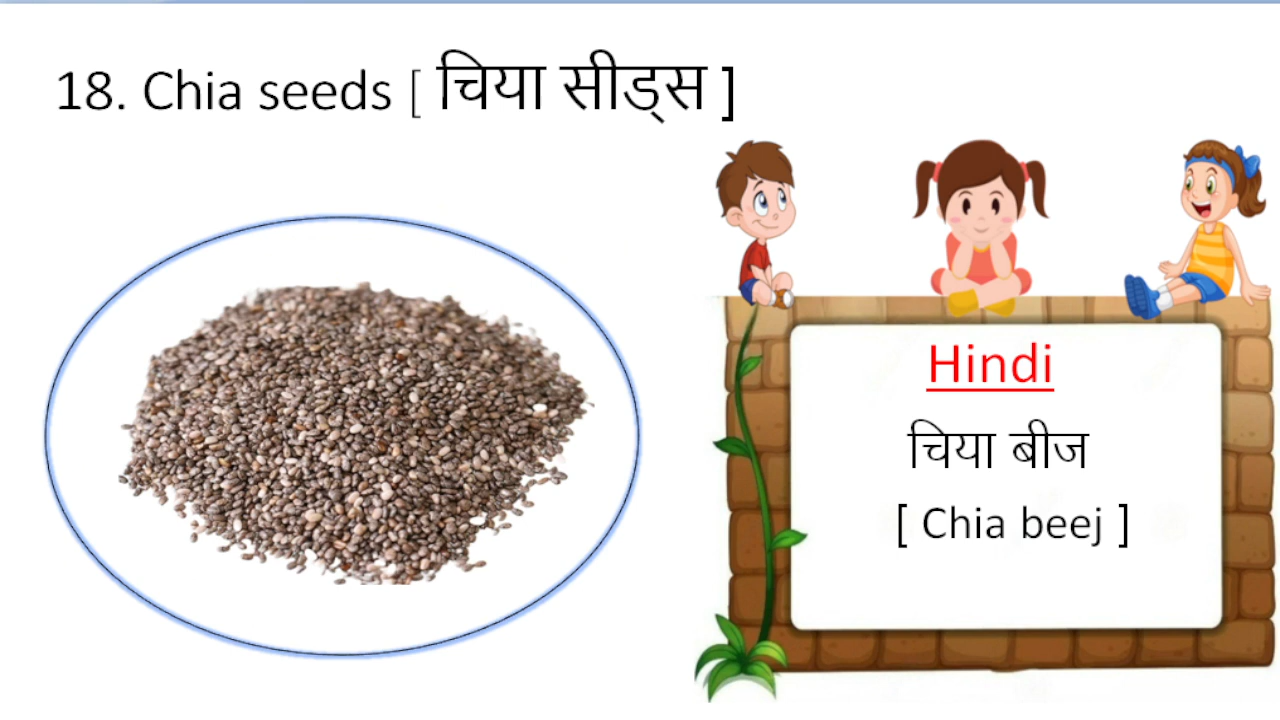 18. Chia seeds [ चिया सीड्स ]
Hindi
चिया बीज
[ Chia beej ]